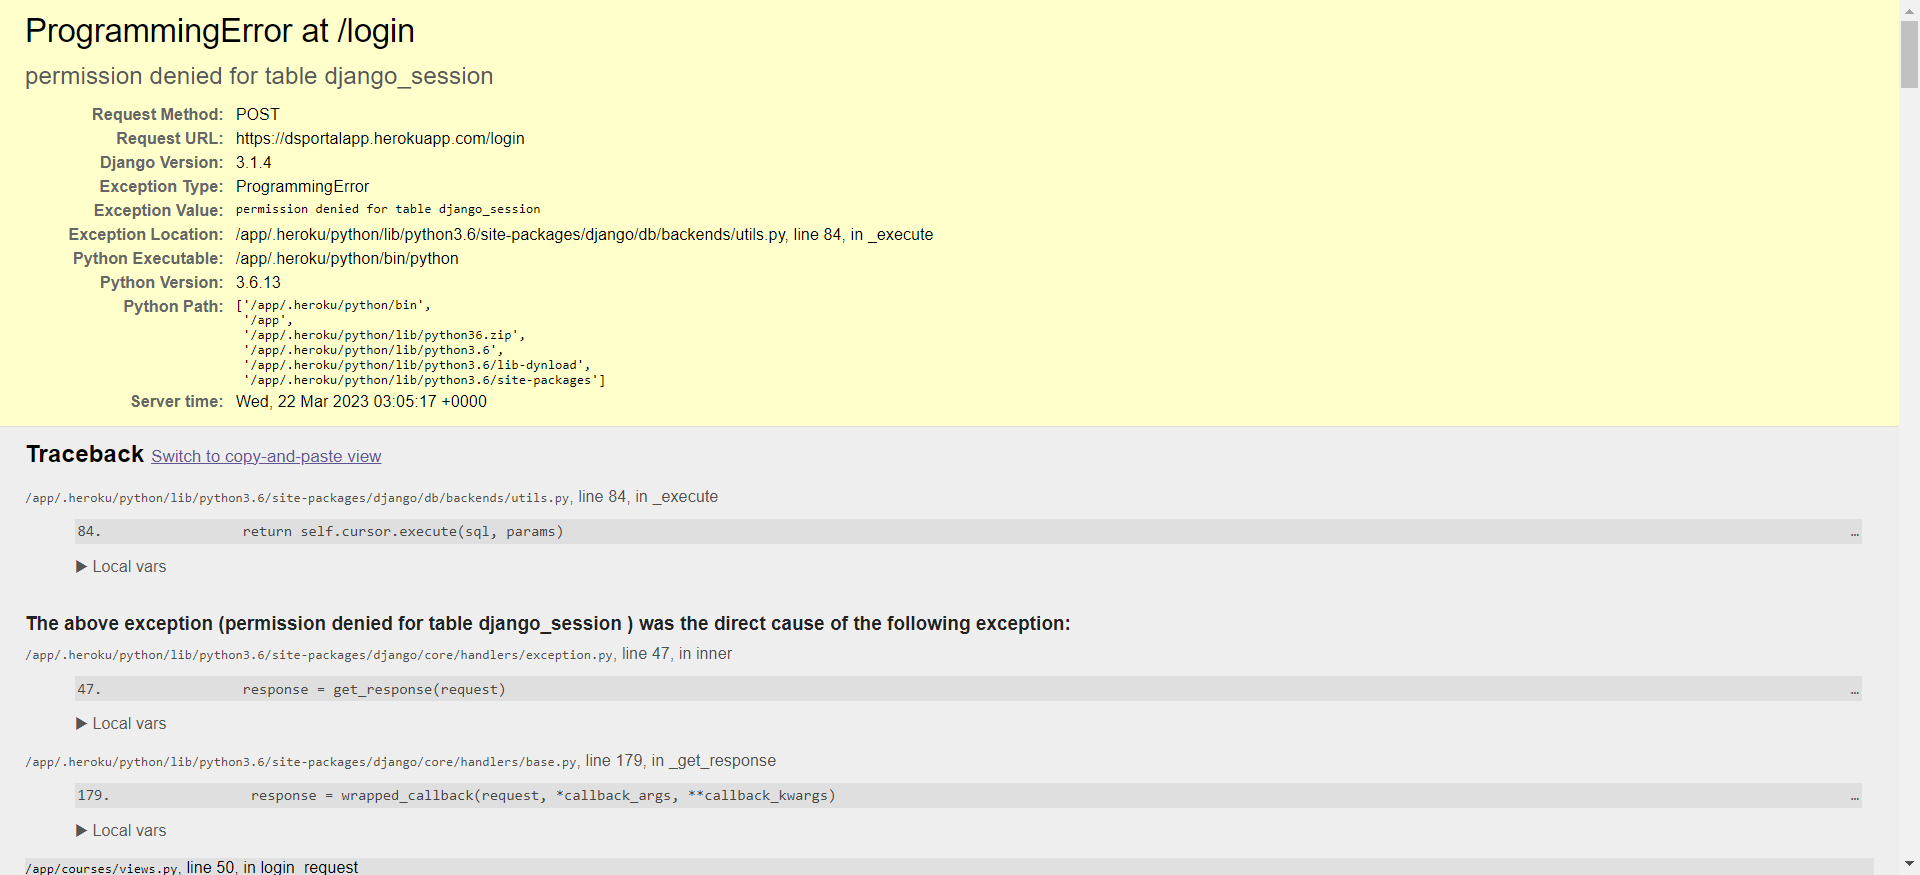 ProgrammingError at /login
permission denied for table django_session
Request Method: POST
Request URL: https://dsportalapp.herokuapp.com/login
Django Version: 3.1.4
Exception Type: ProgrammingError
Exception Value: permission denied for table django_session
Exception Location: /app/.heroku/python/lib/python3.6/site-packages/django/db/backends/utils.py, line 84, in _execute
Python Executable: /app/.heroku/python/bin/python
Python Version: 3.6.13
Python Path: ['/app/.heroku/python/bin',
'/app',
'/app/.heroku/python/lib/python36.zip',
'/app/.heroku/python/lib/python3.6',
'/app/.heroku/python/lib/python3.6/lib-dynload',
'/app/.heroku/python/lib/python3.6/site-packages']
Server time: Wed, 22 Mar 2023 03:05:17 +0000
Traceback Switch to copy-and-paste view
/app/.heroku/python/lib/python3.6/site-packages/django/db/backends/utils.py, line 84, in _execute
84. return self.cursor.execute(sql, params) …
▶ Local vars
The above exception (permission denied for table django_session ) was the direct cause of the following exception:
/app/.heroku/python/lib/python3.6/site-packages/django/core/handlers/exception.py, line 47, in inner
47. response = get_response(request) …
▶ Local vars
/app/.heroku/python/lib/python3.6/site-packages/django/core/handlers/base.py, line 179, in _get_response
179. response = wrapped_callback(request, *callback_args, **callback_kwargs) …
▶ Local vars
/app/courses/views.py, line 50, in login_request